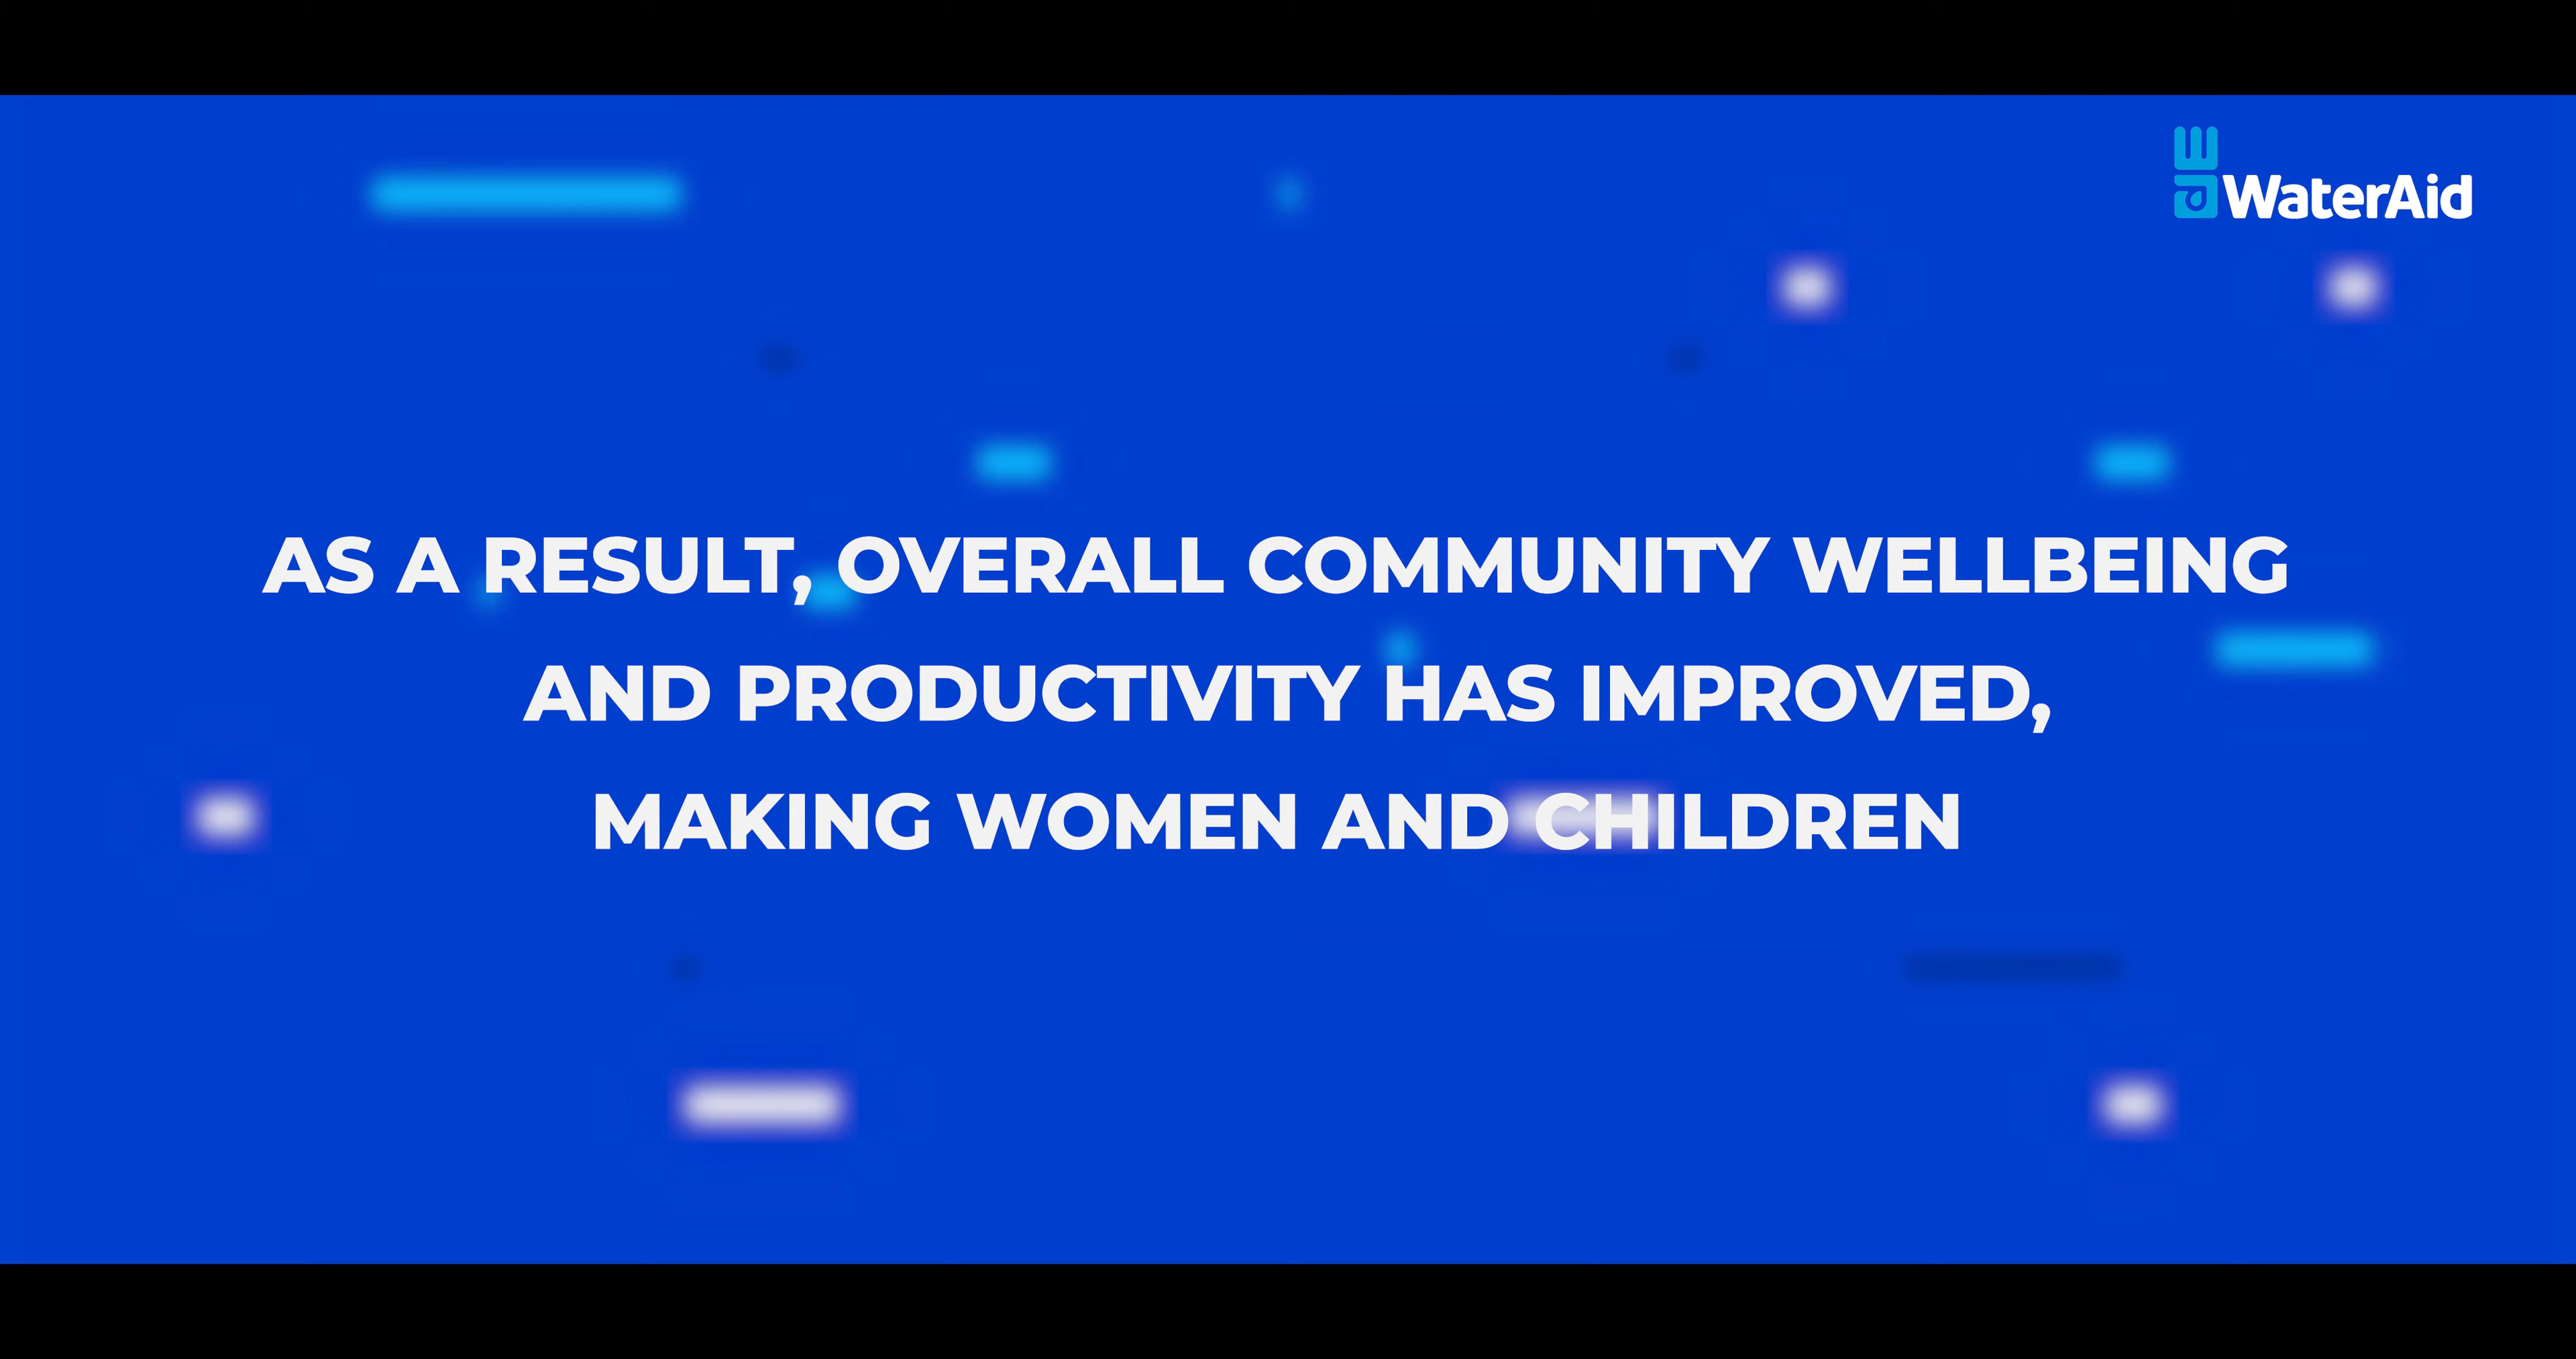 WaterAid
AS A RESULT, OVERALL COMMUNITY WELLBEING
AND PRODUCTIVITY HAS IMPROVED,
MAKING WOMEN AND CHILDREN